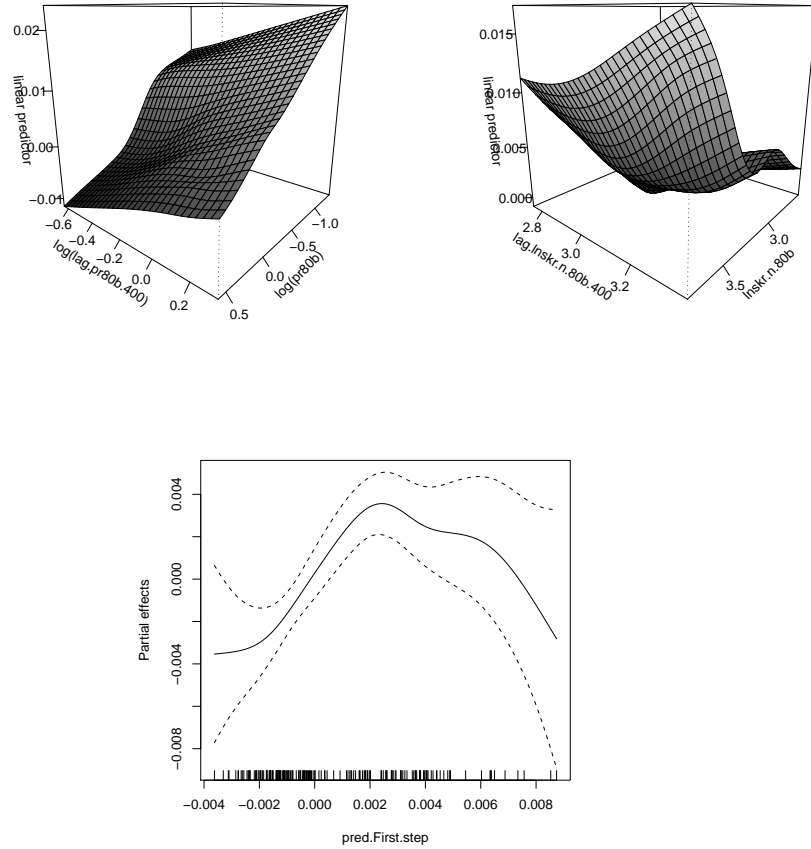 0.02
0.01
0.00
−0.01
linear predictor
−0.6
−0.4
−0.2
0.0
0.2
log(lag.pr80b.400)
−1.0
−0.5
0.0
0.5
log(pr80b)
0.015
0.010
0.005
0.000
linear predictor
2.8
3.0
3.2
lag.lnskr.n.80b.400
3.0
3.5
lnskr.n.80b
0.004
0.000
−0.004
−0.008
Partial effects
−0.004 −0.002 0.000 0.002 0.004 0.006 0.008
pred.First.step